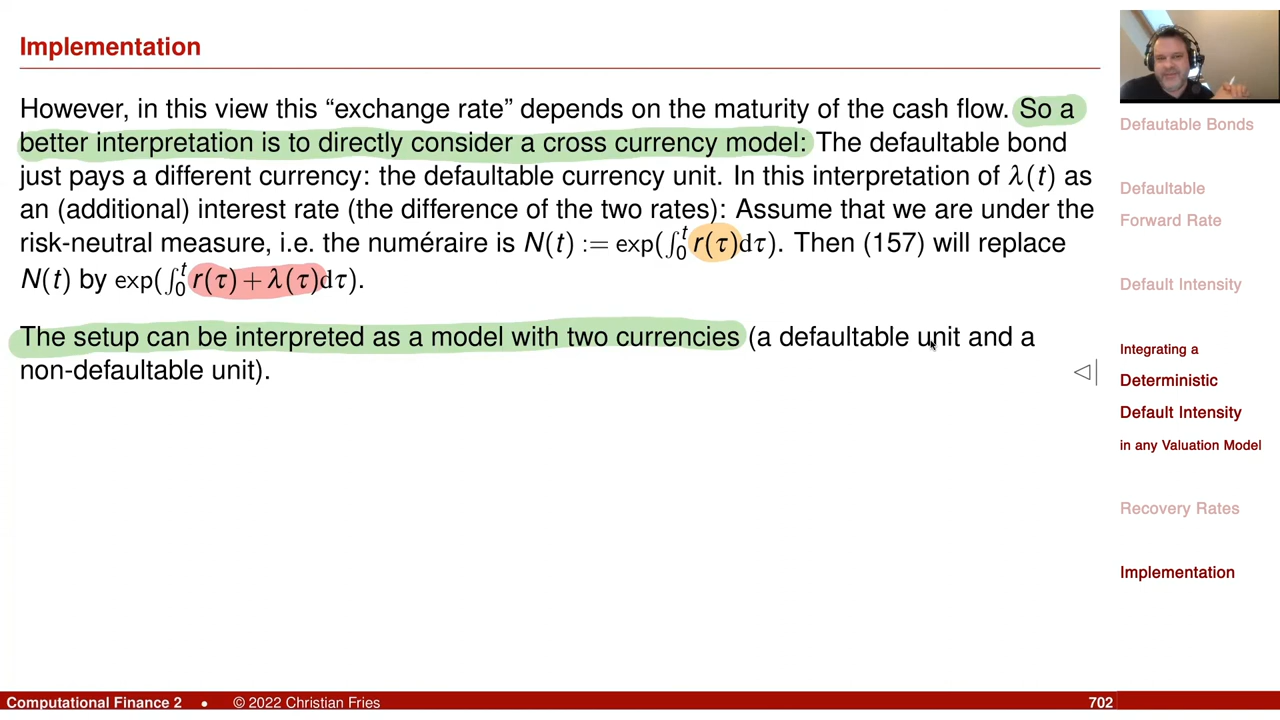 Implementation
However, in this view this “exchange rate” depends on the maturity of the cash flow. So a
better interpretation is to directly consider a cross currency model: The defaultable bond
just pays a different currency: the defaultable currency unit. In this interpretation of λ(t) as
an (additional) interest rate (the difference of the two rates): Assume that we are under the
risk-neutral measure, i.e. the numéraire is N(t) := exp(∫₀ᵗ r(τ)dτ). Then (157) will replace
N(t) by exp(∫₀ᵗ r(τ) + λ(τ)dτ).
The setup can be interpreted as a model with two currencies (a defaultable unit and a
non-defaultable unit).
Defautable Bonds
Defaultable
Forward Rate
Default Intensity
Integrating a
Deterministic
Default Intensity
in any Valuation Model
Recovery Rates
Implementation
Computational Finance 2 • © 2022 Christian Fries 702